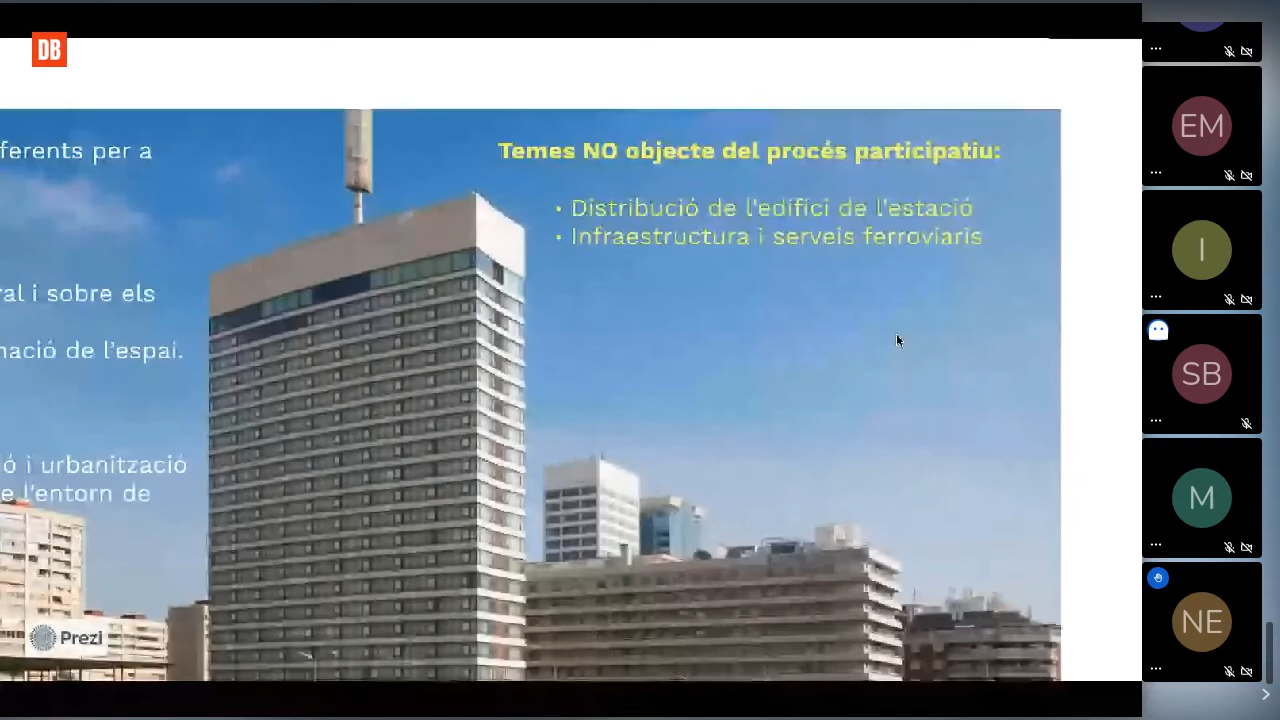 DB
ferents per a
ral i sobre els
mació de l'espai.
ó i urbanització
e l'entorn de
Temes NO objecte del procés participatiu:
• Distribució de l'edifici de l'estació
• Infraestructura i serveis ferroviaris
Prezi
EM
I
SB
M
NE